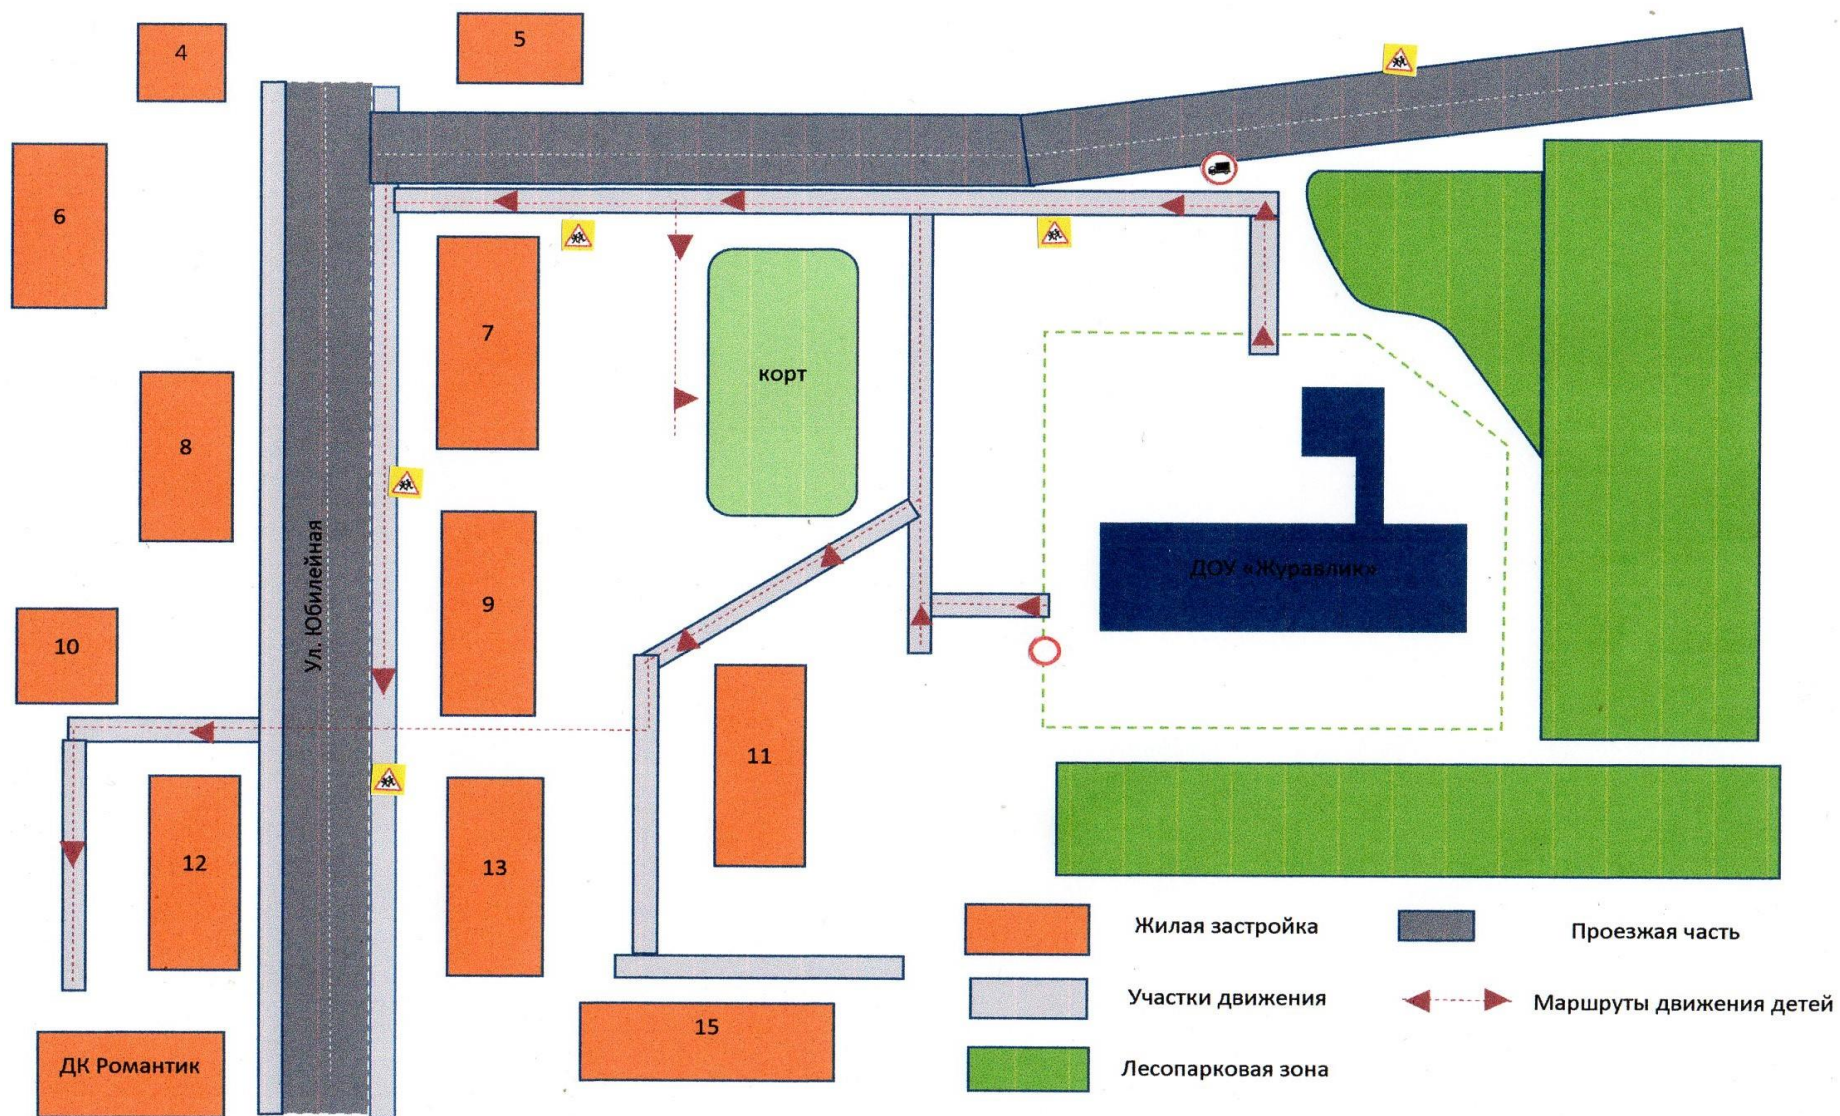 4
5
6
7
корт
8
Ул. Юбилейная
9
ДОУ «Журавлик»
10
11
12
13
15
ДК Романтик
Жилая застройка
Проезжая часть
Участки движения
Маршруты движения детей
Лесопарковая зона